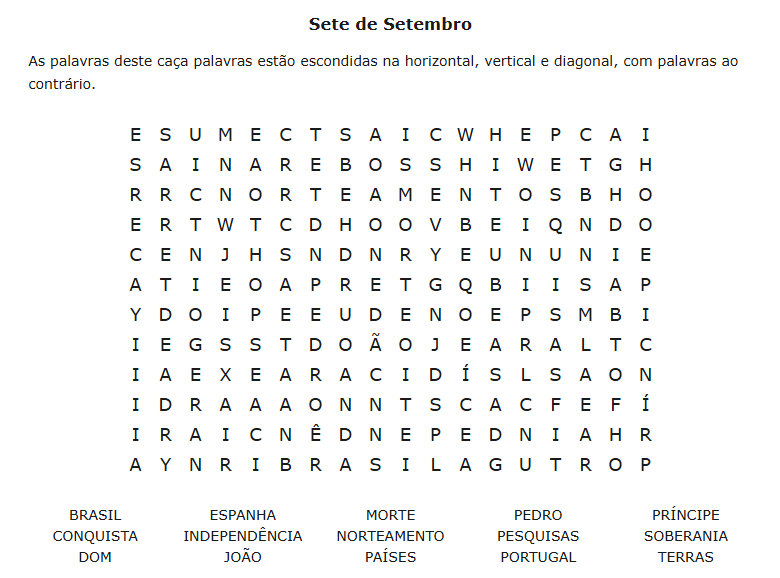 Sete de Setembro
As palavras deste caça palavras estão escondidas na horizontal, vertical e diagonal, com palavras ao
contrário.
E S U M E C T S A I C W H E P C A I
S A I N A R E B O S S H I W E T G H
R R C N O R T E A M E N T O S B H O
E R T W T C D H O O V B E I Q N D O
C E N J H S N D N R Y E U N U N I E
A T I E O A P R E T G Q B I I S A P
Y D O I P E E U D E N O E P S M B I
I E G S S T D O Ã O J E A R A L T C
I A E X E A R A C I D Í S L S A O N
I D R A A A O N N T S C A C F E F Í
I R A I C N Ê D N E P E D N I A H R
A Y N R I B R A S I L A G U T R O P
BRASIL ESPANHA MORTE PEDRO PRÍNCIPE
CONQUISTA INDEPENDÊNCIA NORTEAMENTO PESQUISAS SOBERANIA
DOM JOÃO PAÍSES PORTUGAL TERRAS